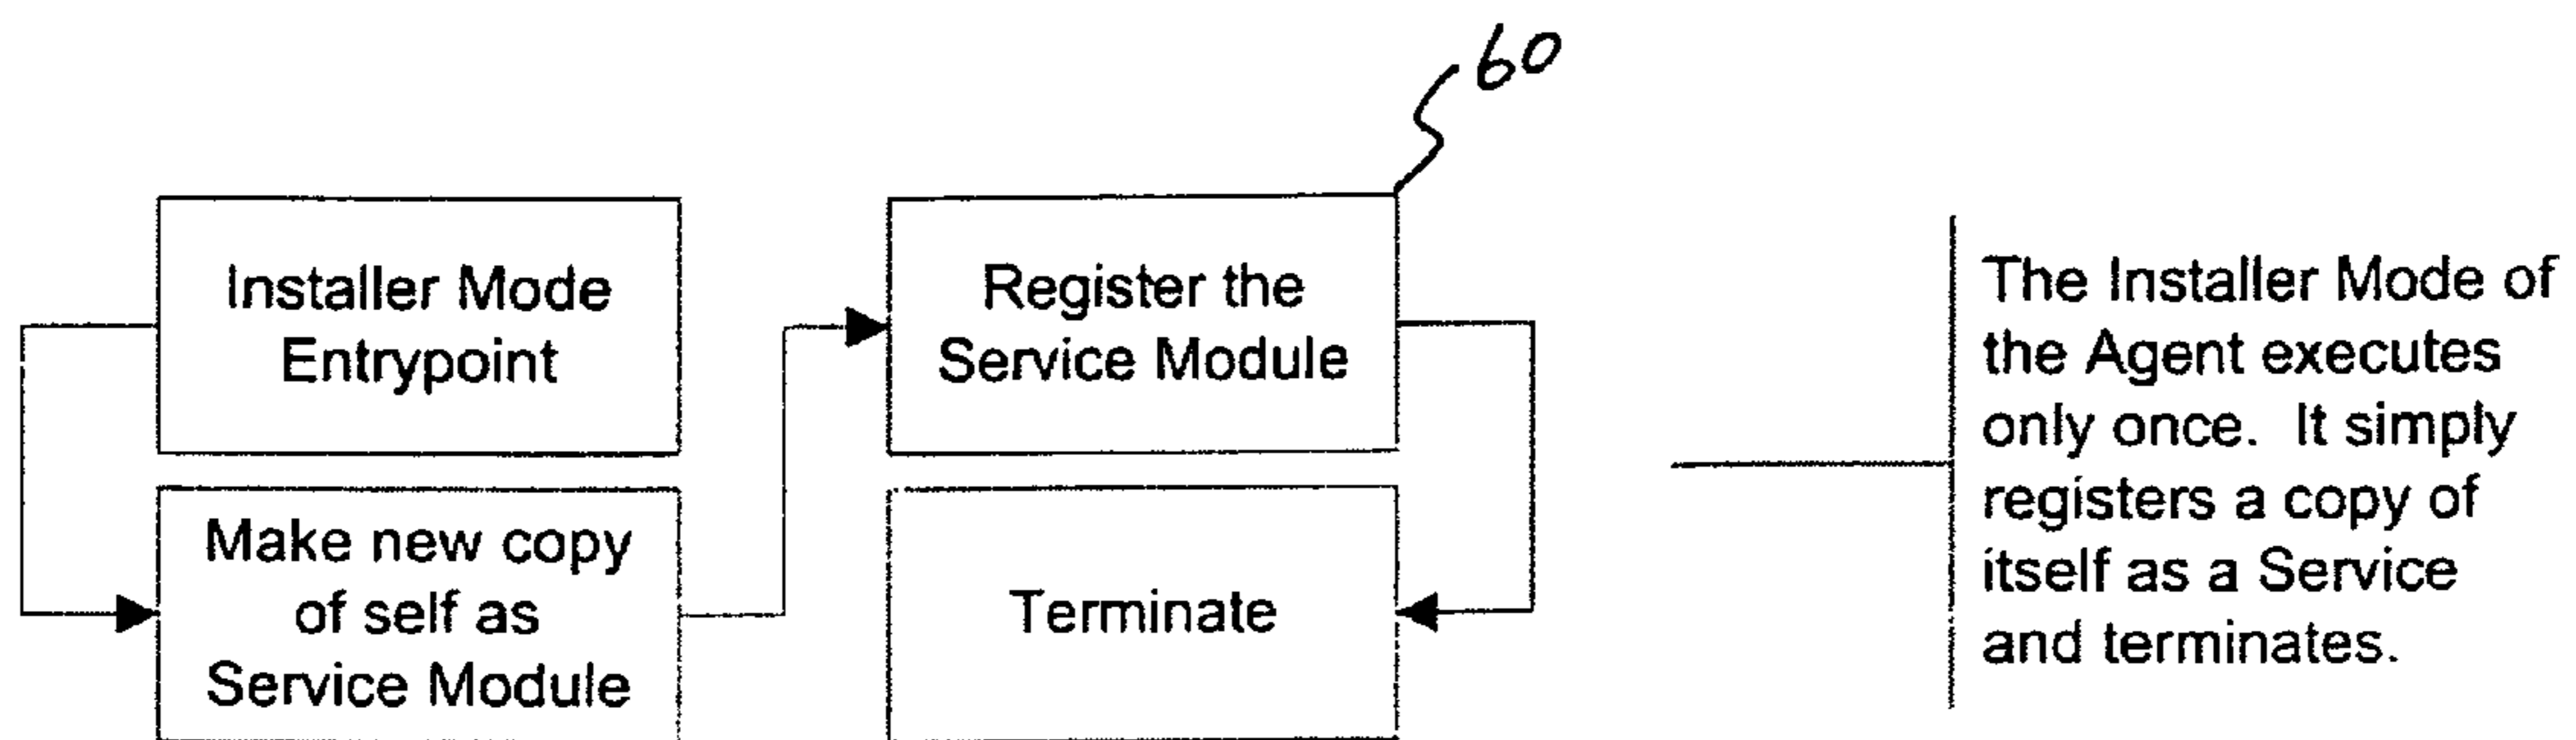 60
Installer Mode
Entrypoint
Make new copy
of self as
Service Module
Register the
Service Module
Terminate
The Installer Mode of
the Agent executes
only once. It simply
registers a copy of
itself as a Service
and terminates.